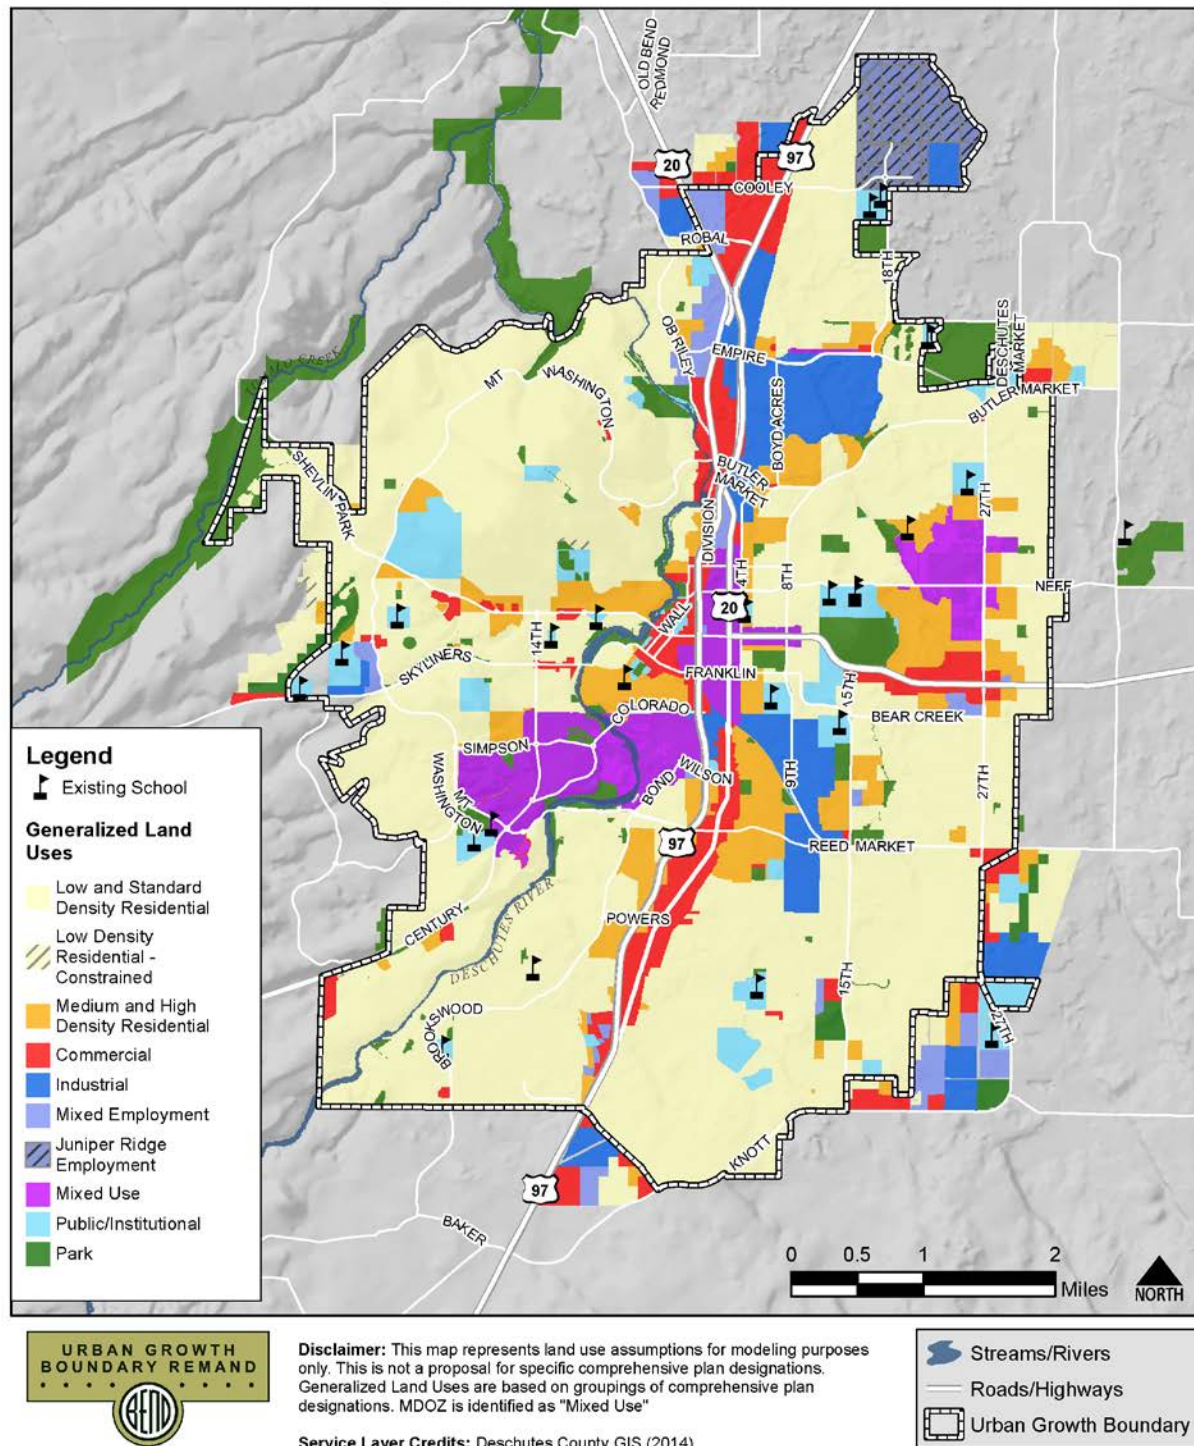 OLD BEND
REDMOND
20
97
COOLEY
ROBAL
18TH
OB RILEY
EMPIRE
DESCHUTES
MARKET
BUTLER MARKET
MT
WASHINGTON
BOYD ACRES
TUMALO CREEK
SHEVLIN PARK
BUTLER
MARKET
27TH
DIVISION
4TH
8TH
NEFF
20
WALL
14TH
SKYLINERS
FRANKLIN
15TH
COLORADO
BEAR CREEK
SIMPSON
WILSON
BOND
9TH
27TH
MT
WASHINGTON
97
REED MARKET
DESCHUTES RIVER
CENTURY
POWERS
15TH
BROOKSWOOD
27TH
KNOTT
97
BAKER
Legend
Existing School
Generalized Land
Uses
Low and Standard
Density Residential
Low Density
Residential -
Constrained
Medium and High
Density Residential
Commercial
Industrial
Mixed Employment
Juniper Ridge
Employment
Mixed Use
Public/Institutional
Park
0 0.5 1 2
Miles
NORTH
URBAN GROWTH
BOUNDARY REMAND
BEND
Disclaimer: This map represents land use assumptions for modeling purposes
only. This is not a proposal for specific comprehensive plan designations.
Generalized Land Uses are based on groupings of comprehensive plan
designations. MDOZ is identified as "Mixed Use"
Service Layer Credits: Deschutes County GIS (2014)
Streams/Rivers
Roads/Highways
Urban Growth Boundary